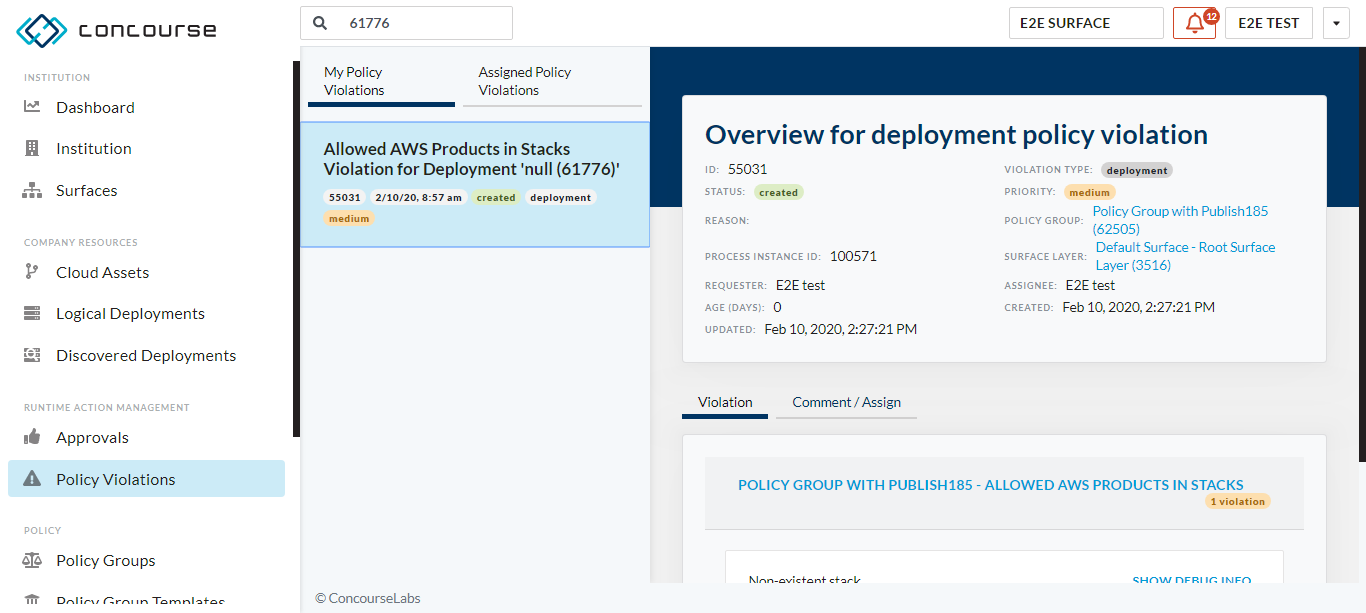 concourse
61776
E2E SURFACE
12
E2E TEST
INSTITUTION
Dashboard
Institution
Surfaces
COMPANY RESOURCES
Cloud Assets
Logical Deployments
Discovered Deployments
RUNTIME ACTION MANAGEMENT
Approvals
Policy Violations
POLICY
Policy Groups
Policy Group Templates
My Policy
Violations
Assigned Policy
Violations
Allowed AWS Products in Stacks
Violation for Deployment 'null (61776)'
55031 2/10/20, 8:57 am created deployment
medium
Overview for deployment policy violation
ID: 55031
STATUS: created
REASON:
PROCESS INSTANCE ID: 100571
REQUESTER: E2E test
AGE (DAYS): 0
UPDATED: Feb 10, 2020, 2:27:21 PM
VIOLATION TYPE: deployment
PRIORITY: medium
POLICY GROUP: Policy Group with Publish185
(62505)
SURFACE LAYER: Default Surface - Root Surface
Layer (3516)
ASSIGNEE: E2E test
CREATED: Feb 10, 2020, 2:27:21 PM
Violation
Comment / Assign
POLICY GROUP WITH PUBLISH185 - ALLOWED AWS PRODUCTS IN STACKS
1 violation
Non-existent stack
SHOW DEBUG INFO
© ConcourseLabs